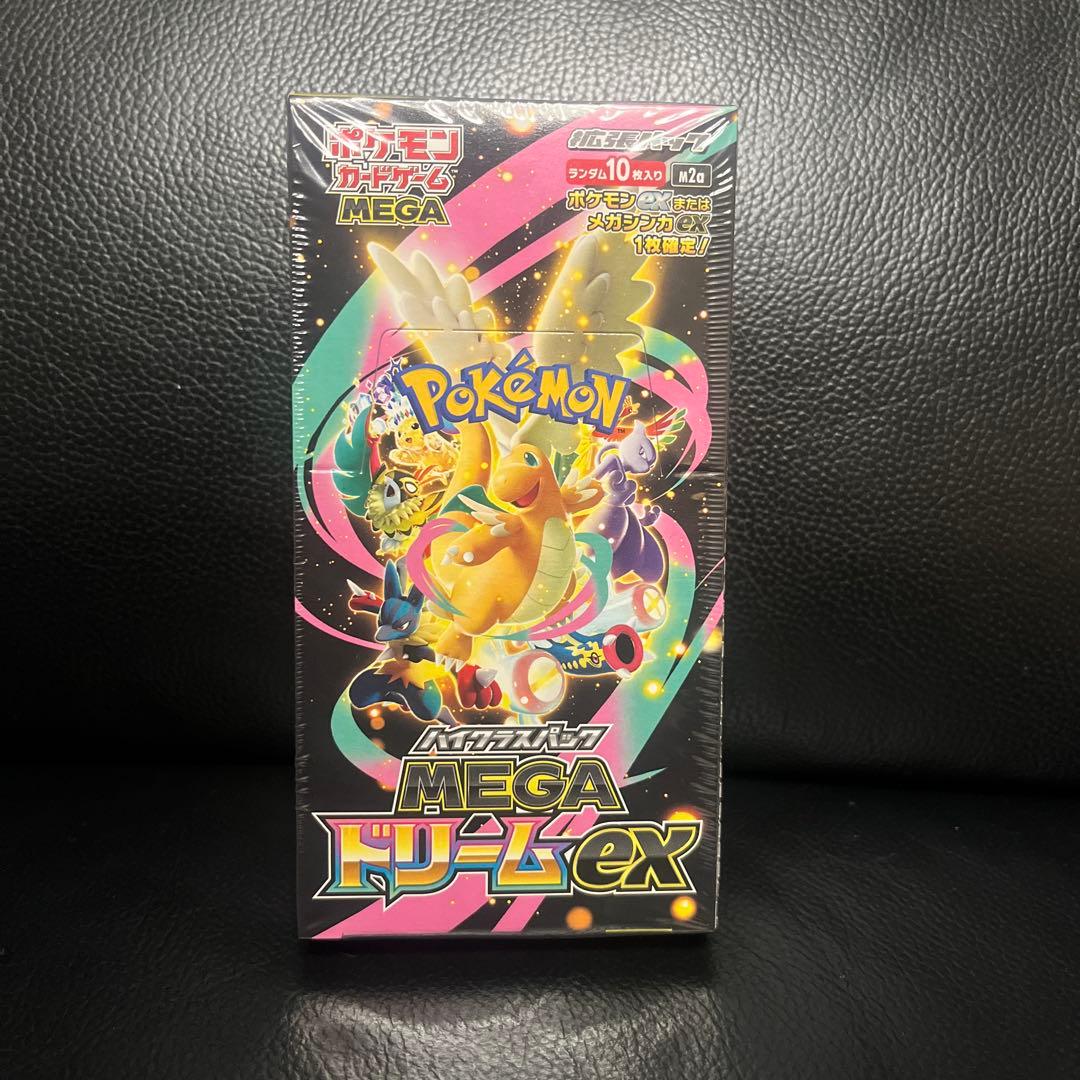 ポケモン
カードゲーム
MEGA
拡張パック
ランダム10枚入り M2a
ポケモンexまたは
メガシンカex
1枚確定!
POKÉMON
TM
ハイクラスパック
MEGA
ドリームex